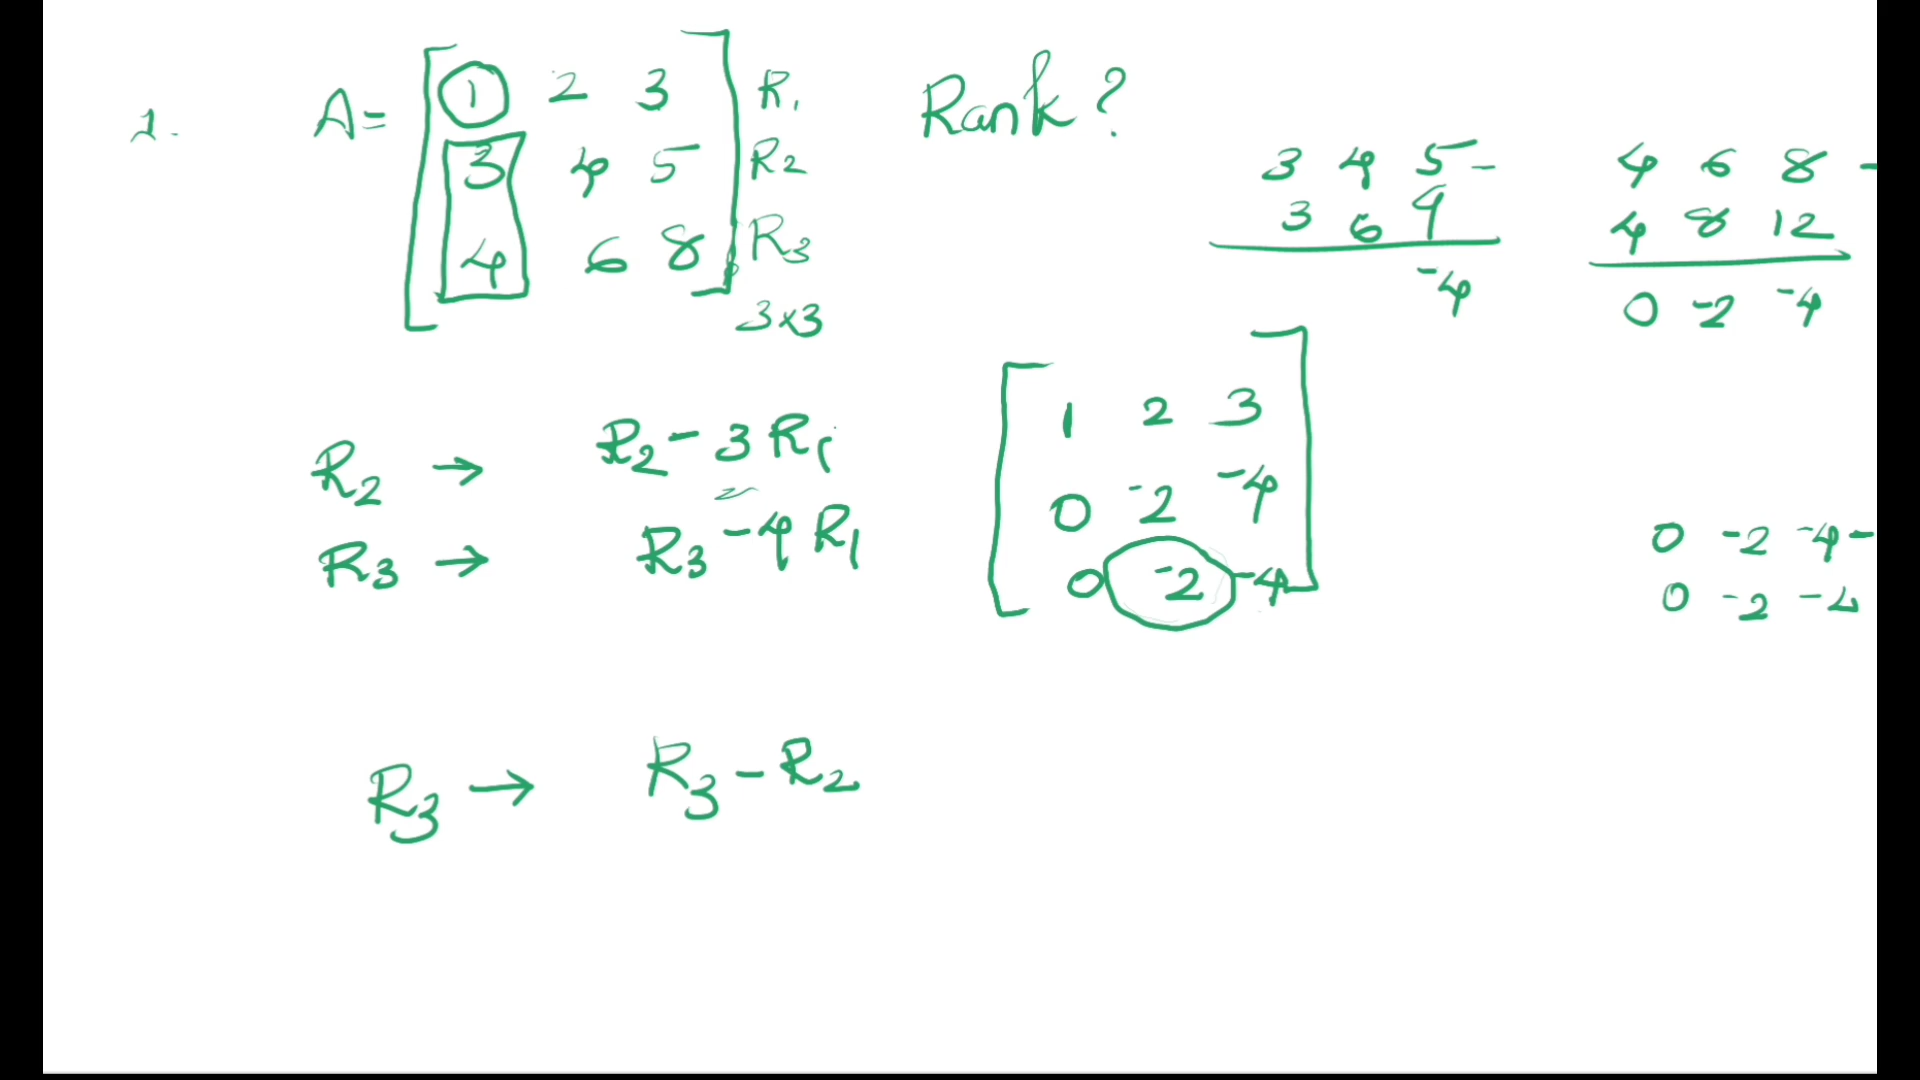 1. A= 1 2 3 R1 Rank?
3 4 5 R2
4 6 8 R3
3×3
3 4 5 -
3 6 9
-4
4 6 8 -
4 8 12
0 -2 -4
R2 → R2 - 3R1
R3 → R3 - 4R1
1 2 3
0 -2 -4
0 -2 -4
0 -2 -4 -
0 -2 -4
R3 → R3 - R2